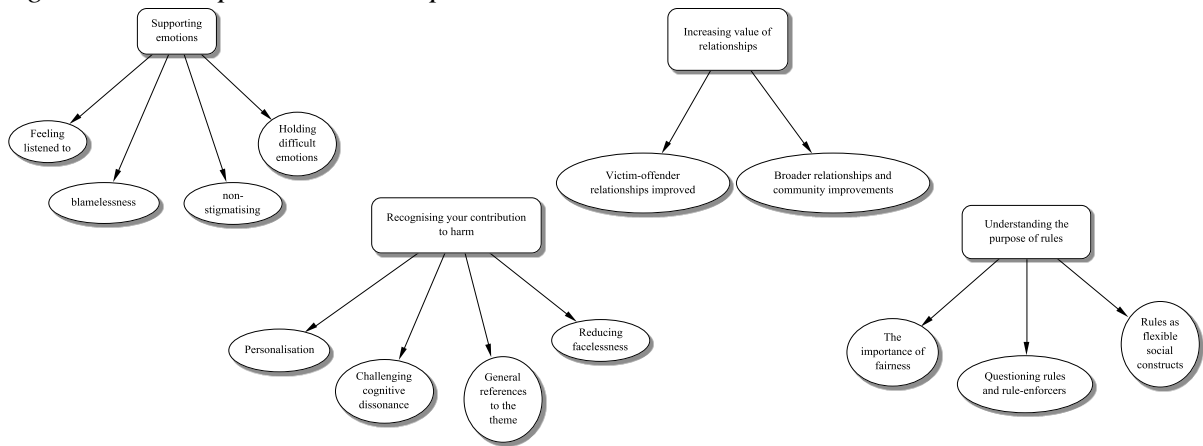 Supporting
emotions
Feeling
listened to
blamelessness
non-
stigmatising
Holding
difficult
emotions
Recognising your contribution
to harm
Personalisation
Challenging
cognitive
dissonance
General
references
to the
theme
Reducing
facelessness
Increasing value of
relationships
Victim-offender
relationships improved
Broader relationships and
community improvements
Understanding the
purpose of rules
The
importance of
fairness
Questioning rules
and rule-enforcers
Rules as
flexible
social
constructs